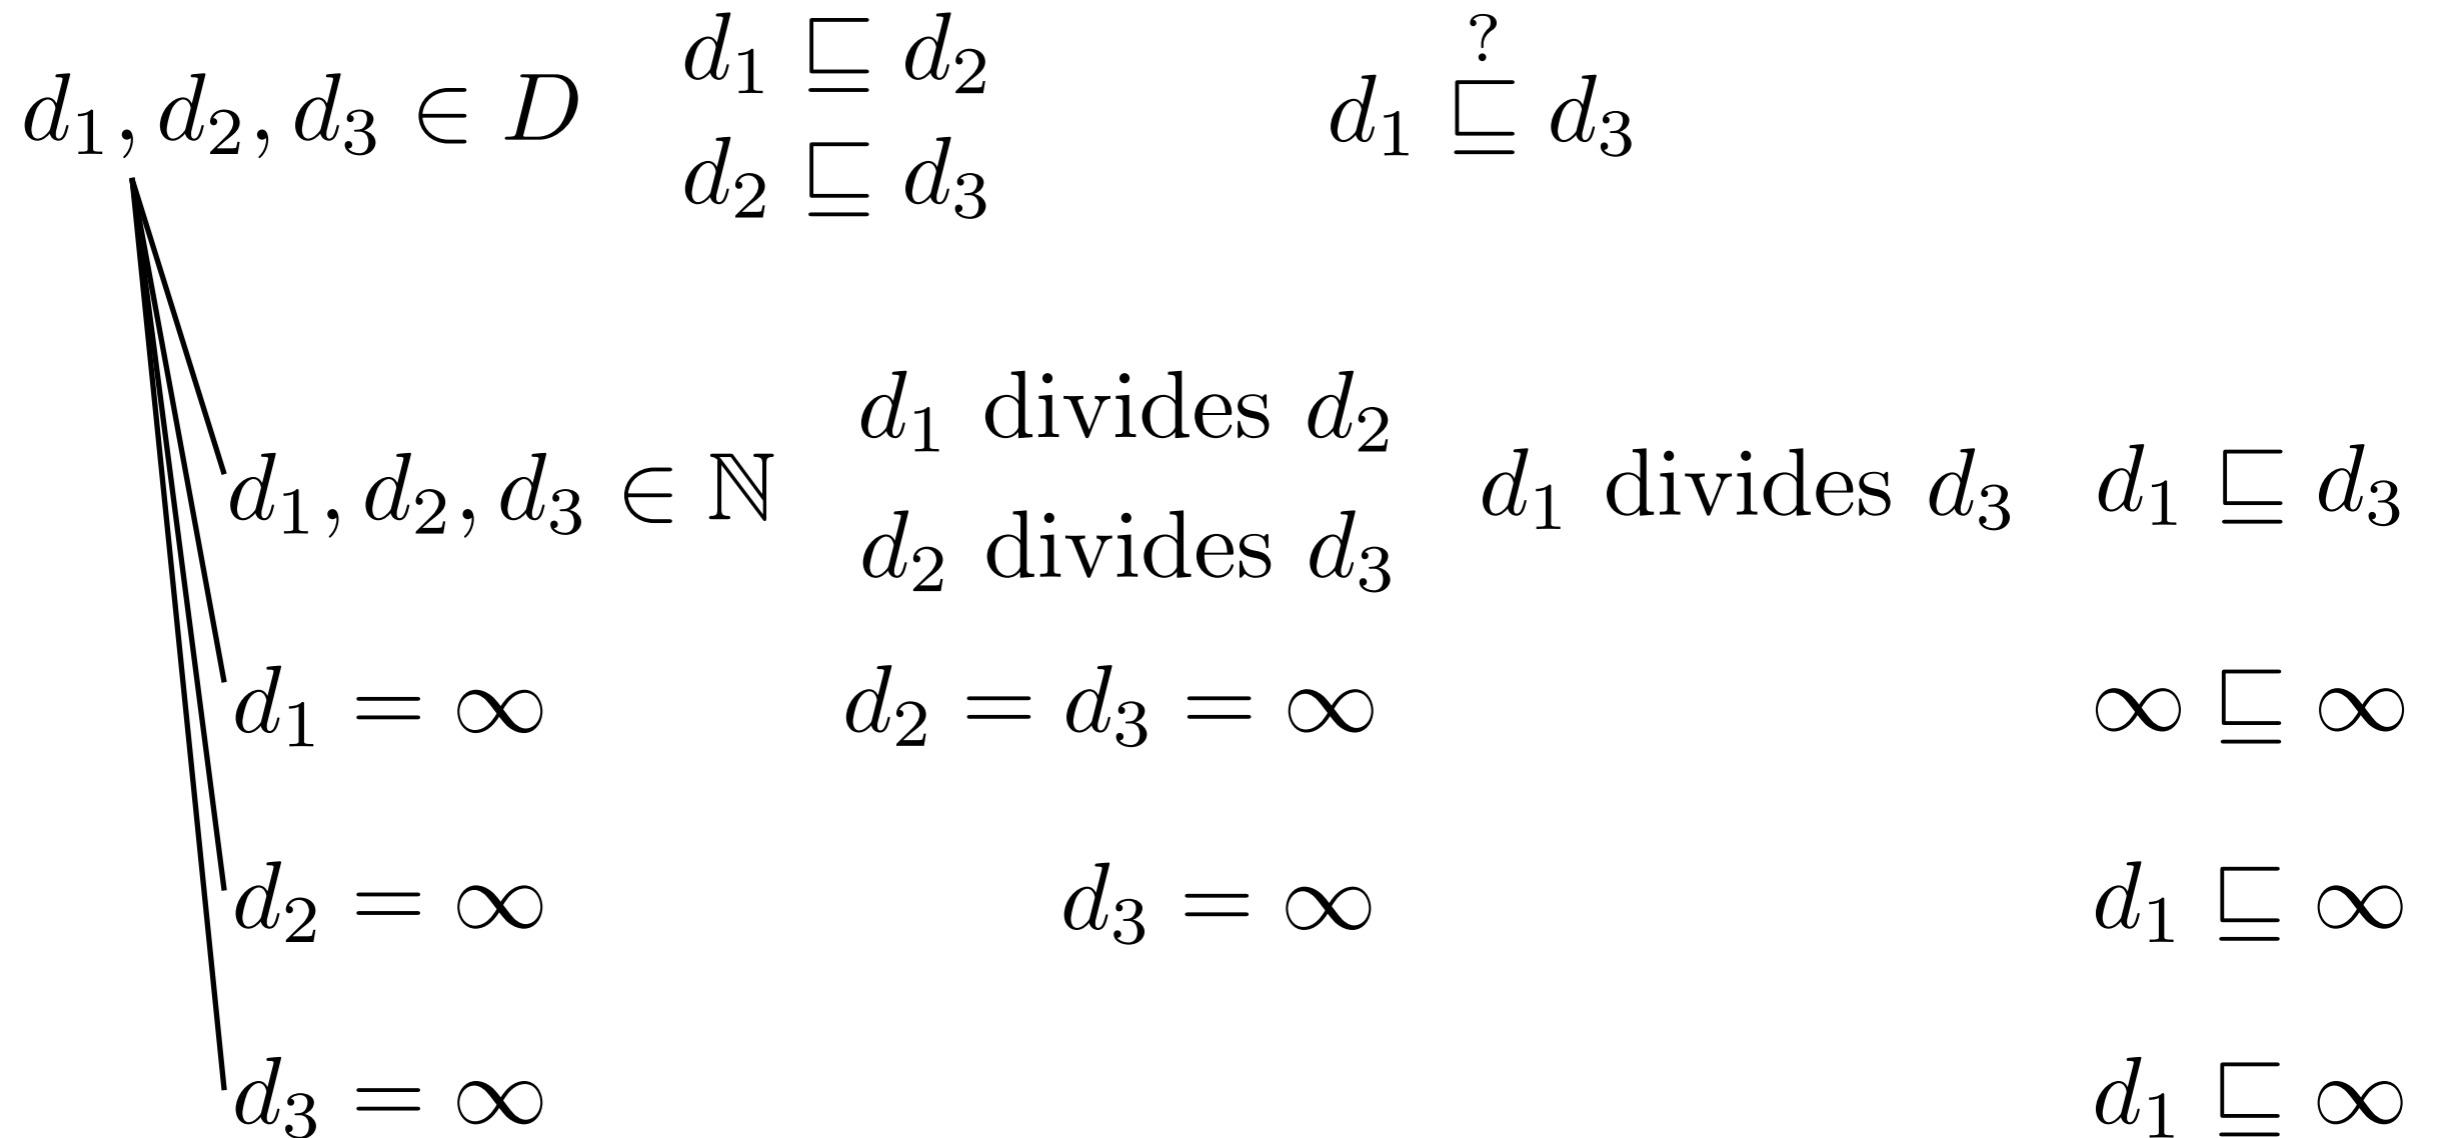 d₁ ⊑ d₂
d₁, d₂, d₃ ∈ D
d₂ ⊑ d₃
d₁ ⊑? d₃
d₁ divides d₂
d₁, d₂, d₃ ∈ ℕ
d₂ divides d₃
d₁ divides d₃ d₁ ⊑ d₃
d₁ = ∞ d₂ = d₃ = ∞ ∞ ⊑ ∞
d₂ = ∞ d₃ = ∞ d₁ ⊑ ∞
d₃ = ∞ d₁ ⊑ ∞